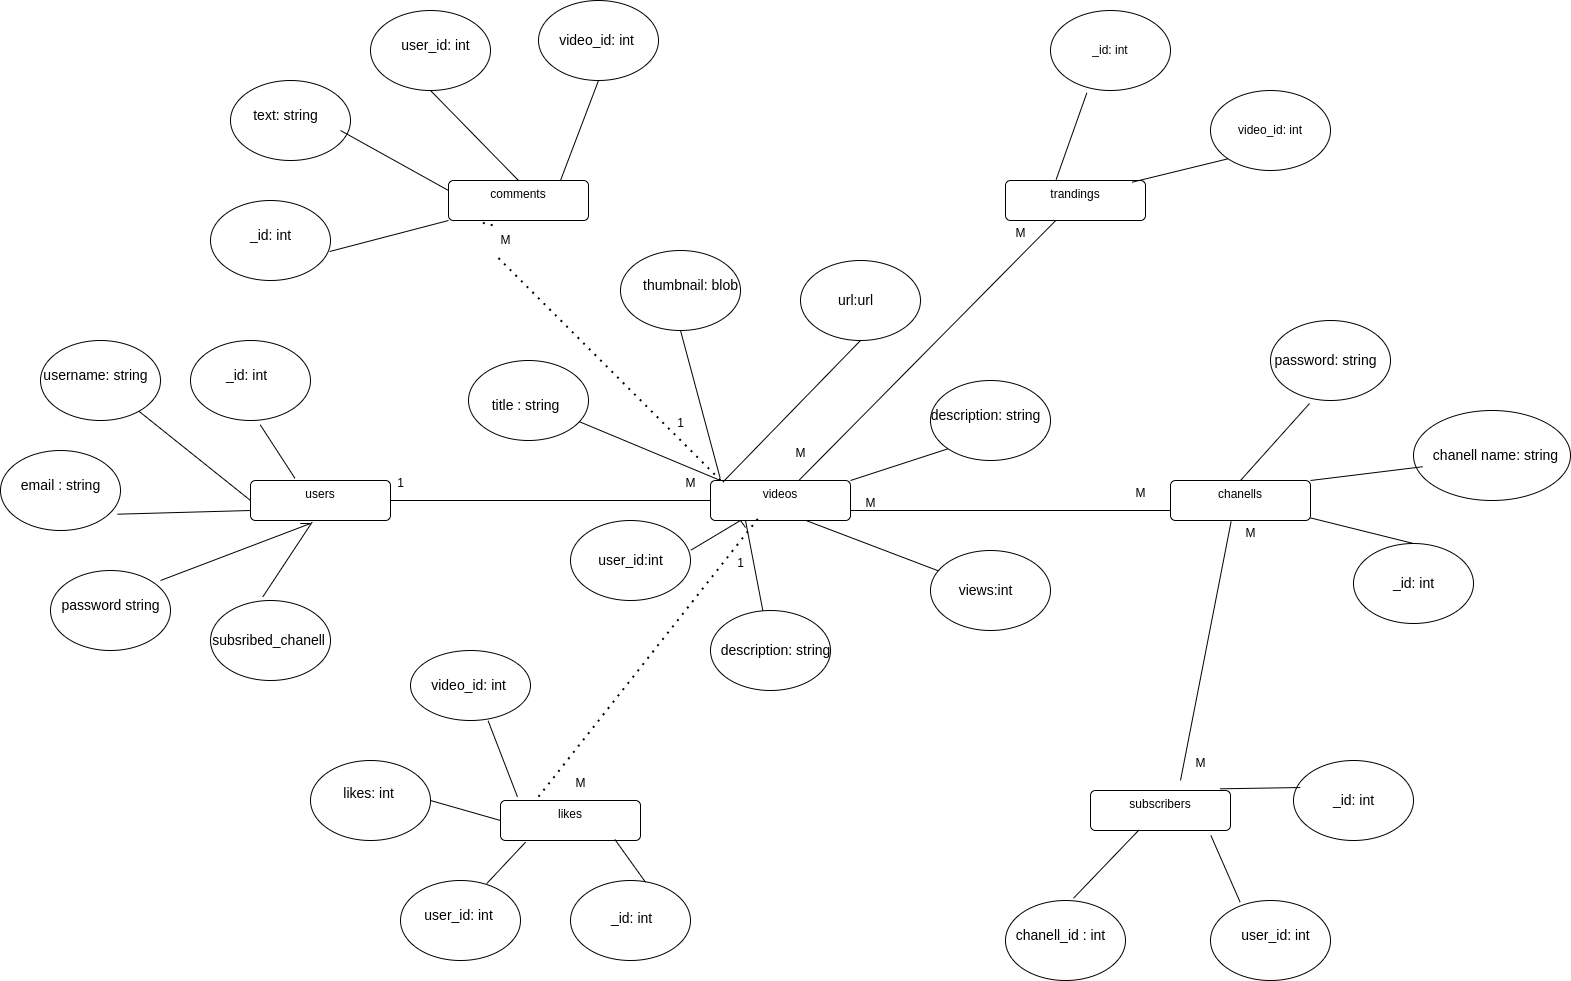 video_id: int
user_id: int
_id: int
text: string
video_id: int
comments
trandings
_id: int
M
M
thumbnail: blob
url:url
username: string
_id: int
password: string
title : string
description: string
1
M
chanell name: string
email : string
users
1
M
videos
M
M
chanells
M
user_id:int
1
views:int
_id: int
password string
subsribed_chanell
description: string
video_id: int
M
M
likes: int
likes
subscribers
_id: int
user_id: int
_id: int
chanell_id : int
user_id: int